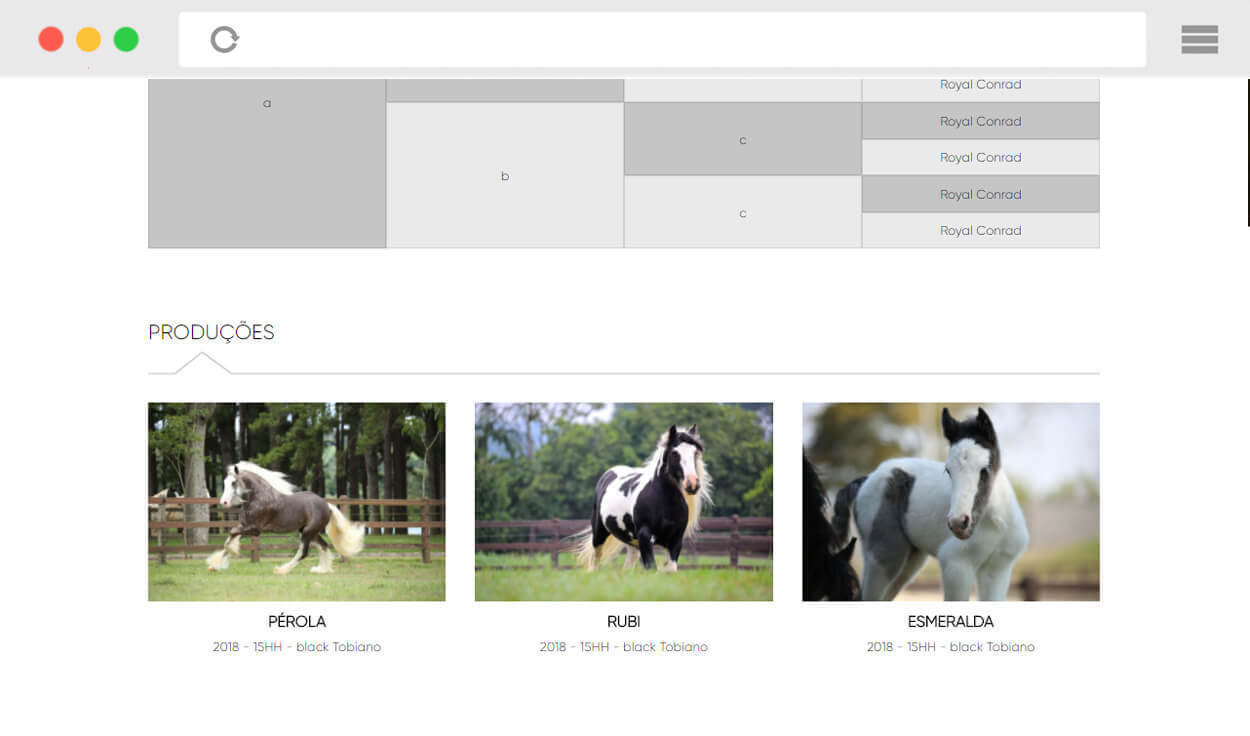 Royal Conrad
a
Royal Conrad
c
Royal Conrad
b
Royal Conrad
c
Royal Conrad
PRODUÇÕES
PÉROLA
2018 - 15HH - black Tobiano
RUBI
2018 - 15HH - black Tobiano
ESMERALDA
2018 - 15HH - black Tobiano